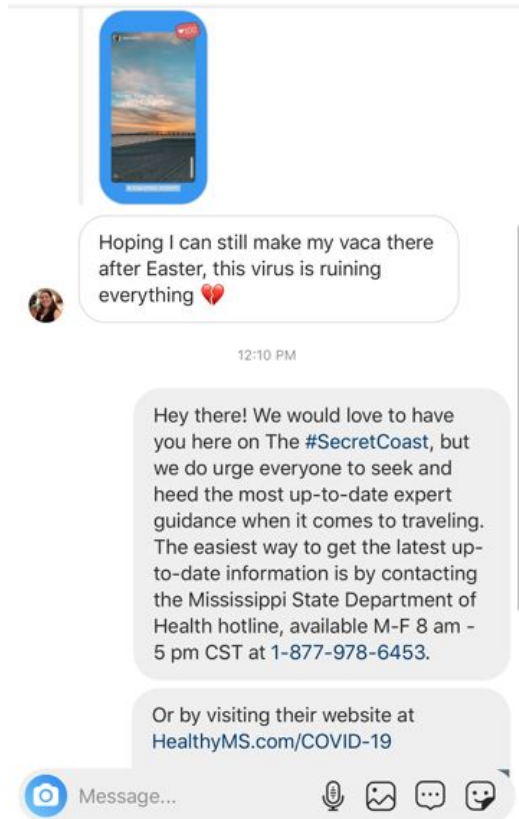 Hoping I can still make my vaca there
after Easter, this virus is ruining
everything 💔
12:10 PM
Hey there! We would love to have
you here on The #SecretCoast, but
we do urge everyone to seek and
heed the most up-to-date expert
guidance when it comes to traveling.
The easiest way to get the latest up-
to-date information is by contacting
the Mississippi State Department of
Health hotline, available M-F 8 am -
5 pm CST at 1-877-978-6453.
Or by visiting their website at
HealthyMS.com/COVID-19
Message...